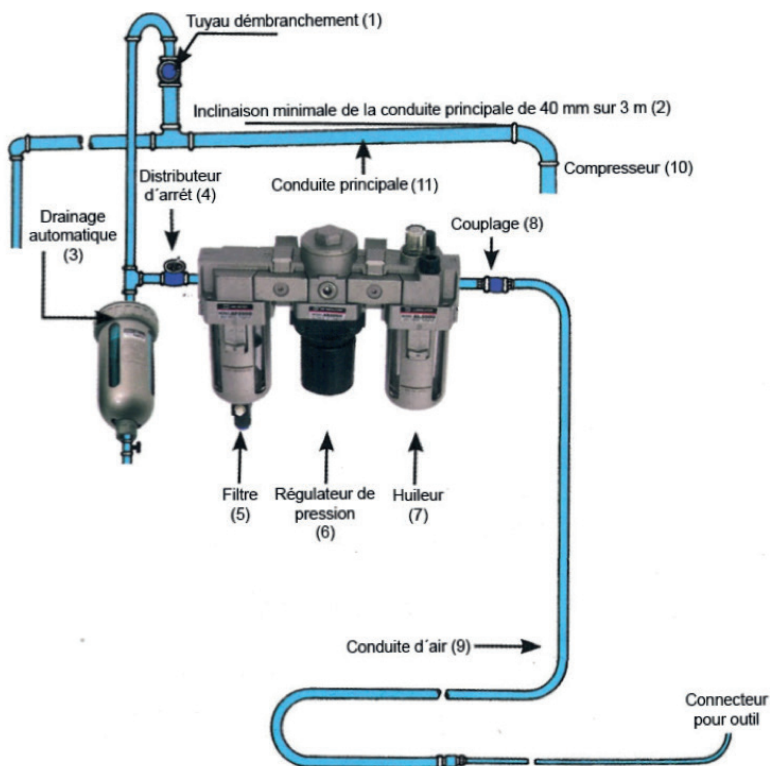 Tuyau démbranchement (1)
Inclinaison minimale de la conduite principale de 40 mm sur 3 m (2)
Compresseur (10)
Distributeur
d´arrét (4)
Conduite principale (11)
Drainage
automatique
(3)
Couplage (8)
Filtre
(5)
Régulateur de
pression
(6)
Huileur
(7)
Conduite d´air (9)
Connecteur
pour outil